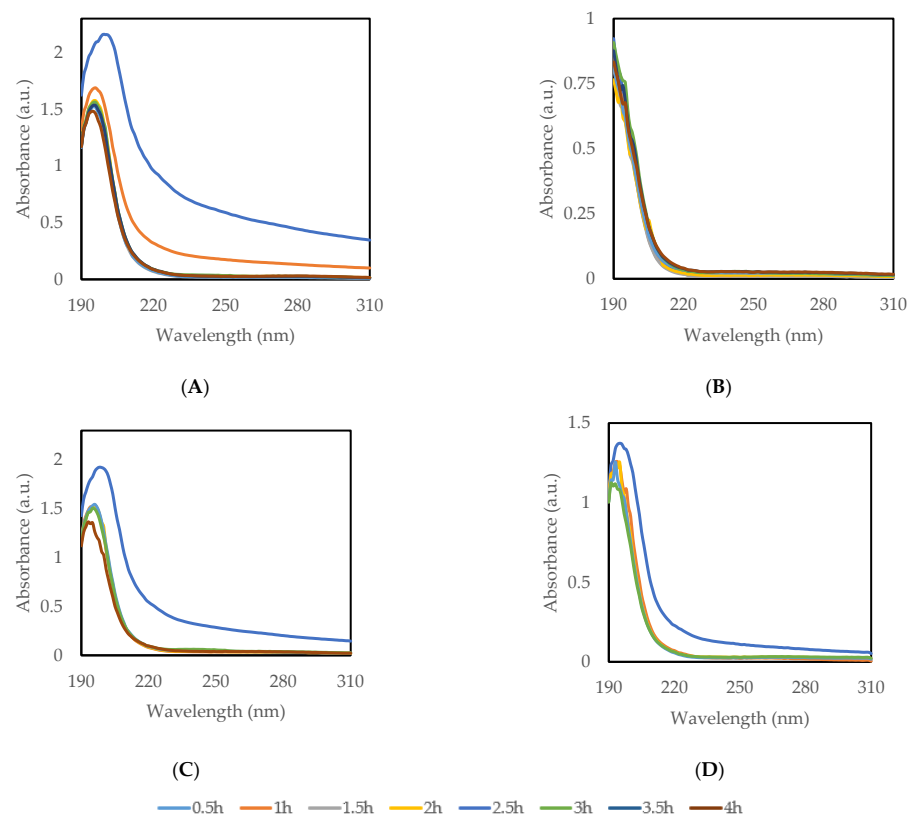 2
1.5
1
0.5
0
190 220 250 280 310
Absorbance (a.u.)
Wavelength (nm)
(A)
1
0.75
0.5
0.25
0
190 220 250 280 310
Absorbance (a.u.)
Wavelength (nm)
(B)
2
1.5
1
0.5
0
190 220 250 280 310
Absorbance (a.u.)
Wavelength (nm)
(C)
1.5
1
0.5
0
190 220 250 280 310
Absorbance (a.u.)
Wavelength (nm)
(D)
0.5h 1h 1.5h 2h 2.5h 3h 3.5h 4h